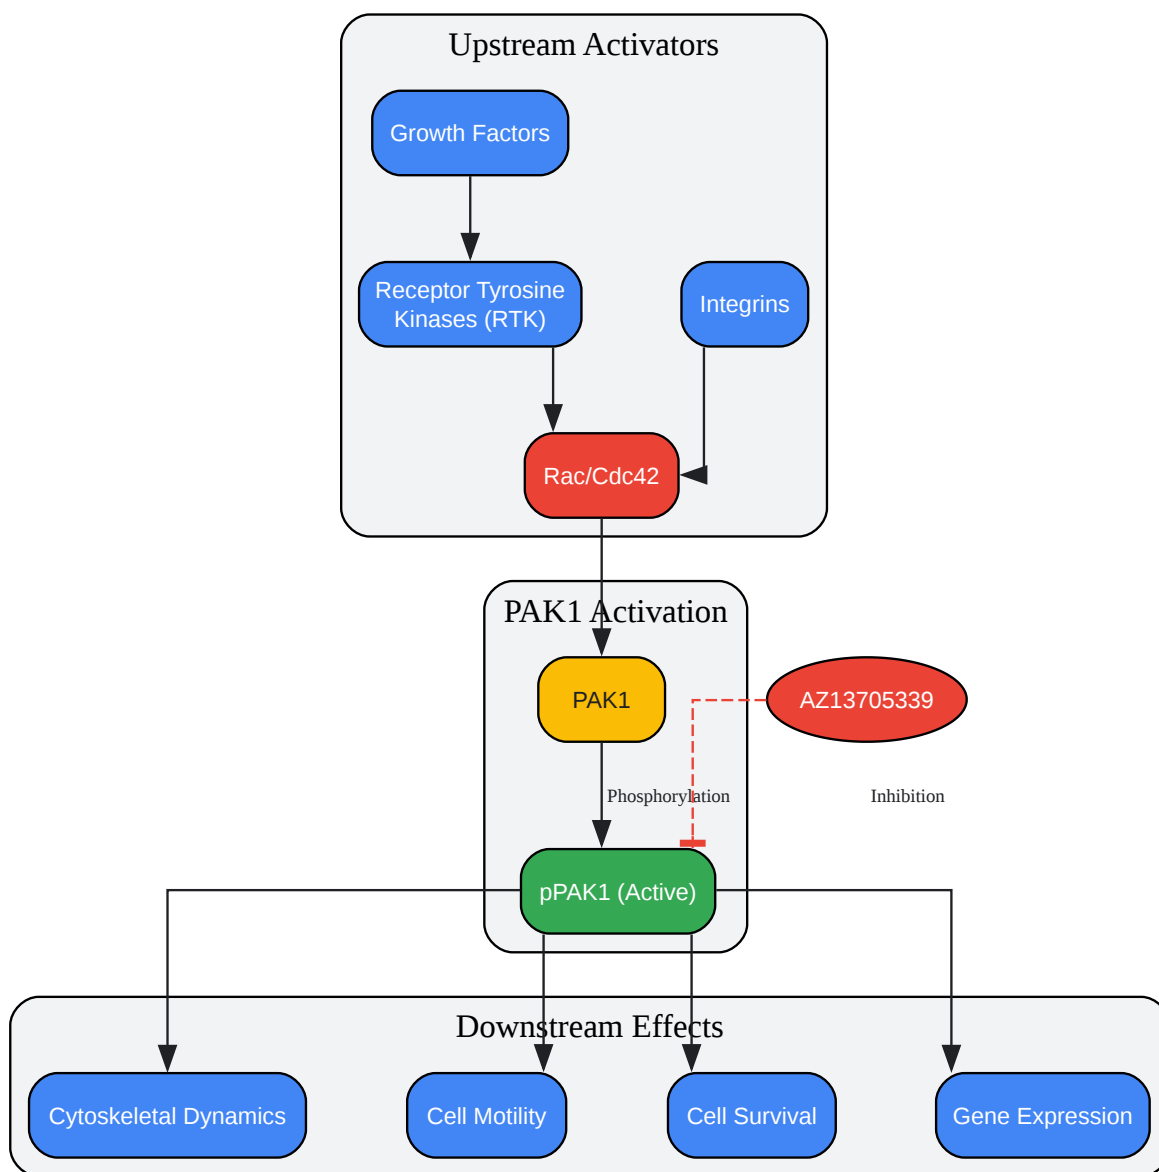 Upstream Activators
Growth Factors
Receptor Tyrosine
Kinases (RTK)
Integrins
Rac/Cdc42
PAK1 Activation
PAK1
AZ13705339
Phosphorylation
Inhibition
pPAK1 (Active)
Downstream Effects
Cytoskeletal Dynamics
Cell Motility
Cell Survival
Gene Expression